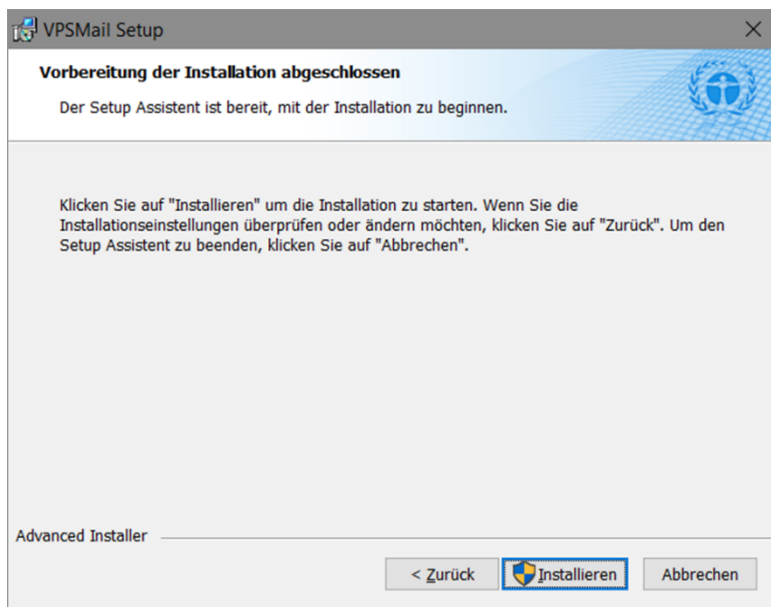 VPSMail Setup
Vorbereitung der Installation abgeschlossen
Der Setup Assistent ist bereit, mit der Installation zu beginnen.
Klicken Sie auf "Installieren" um die Installation zu starten. Wenn Sie die
Installationseinstellungen überprüfen oder ändern möchten, klicken Sie auf "Zurück". Um den
Setup Assistent zu beenden, klicken Sie auf "Abbrechen".
Advanced Installer
< Zurück Installieren Abbrechen